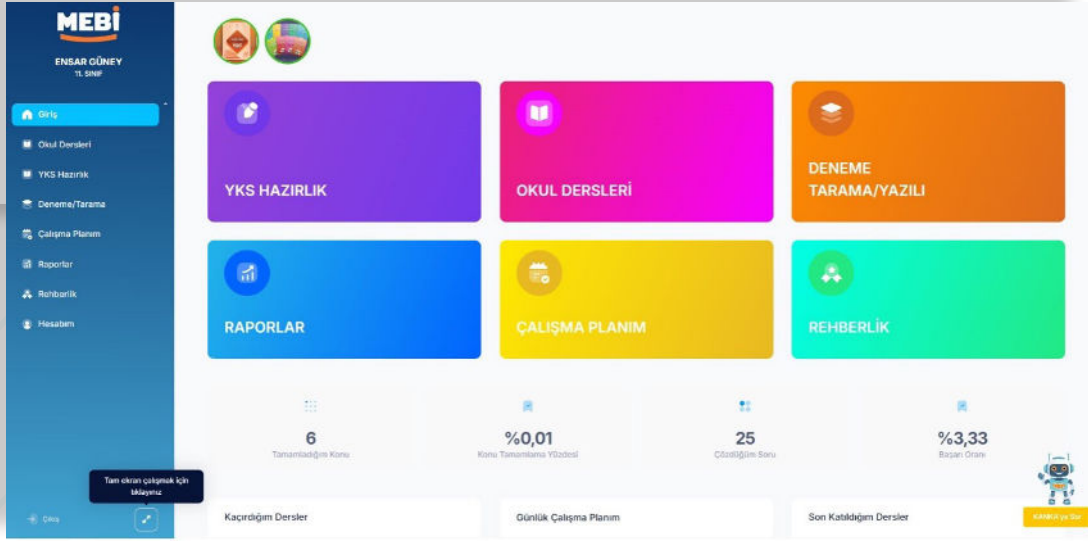 MEBİ
ENSAR GÜNEY
11. SINIF
Giriş
Okul Dersleri
YKS Hazırlık
Deneme/Tarama
Çalışma Planım
Raporlar
Rehberlik
Hesabım
Tam ekran çalışmak için
tıklayınız
Çıkış
YKS HAZIRLIK
OKUL DERSLERİ
DENEME
TARAMA/YAZILI
RAPORLAR
ÇALIŞMA PLANIM
REHBERLİK
6
Tamamladığım Konu
%0,01
Konu Tamamlama Yüzdesi
25
Çözdüğüm Soru
%3,33
Başarı Oranı
Kaçırdığım Dersler
Günlük Çalışma Planım
Son Katıldığım Dersler
KANKA'ya Sor